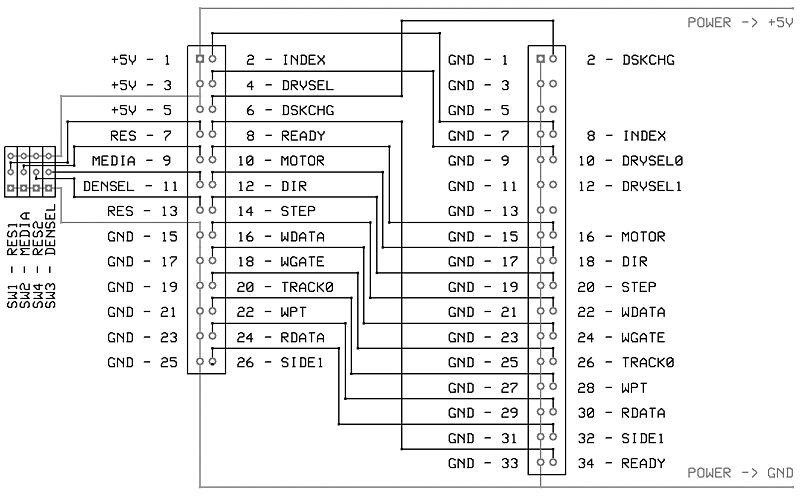 POWER -> +5V
+5V - 1 2 - INDEX GND - 1 2 - DSKCHG
+5V - 3 4 - DRVSEL GND - 3
+5V - 5 6 - DSKCHG GND - 5
RES - 7 8 - READY GND - 7 8 - INDEX
MEDIA - 9 10 - MOTOR GND - 9 10 - DRVSEL0
DENSEL - 11 12 - DIR GND - 11 12 - DRVSEL1
RES - 13 14 - STEP GND - 13
GND - 15 16 - WDATA GND - 15 16 - MOTOR
GND - 17 18 - WGATE GND - 17 18 - DIR
GND - 19 20 - TRACK0 GND - 19 20 - STEP
GND - 21 22 - WPT GND - 21 22 - WDATA
GND - 23 24 - RDATA GND - 23 24 - WGATE
GND - 25 26 - SIDE1 GND - 25 26 - TRACK0
GND - 27 28 - WPT
GND - 29 30 - RDATA
GND - 31 32 - SIDE1
GND - 33 34 - READY
POWER -> GND
SW1 - RES1
SW2 - MEDIA
SW4 - RES2
SW3 - DENSEL